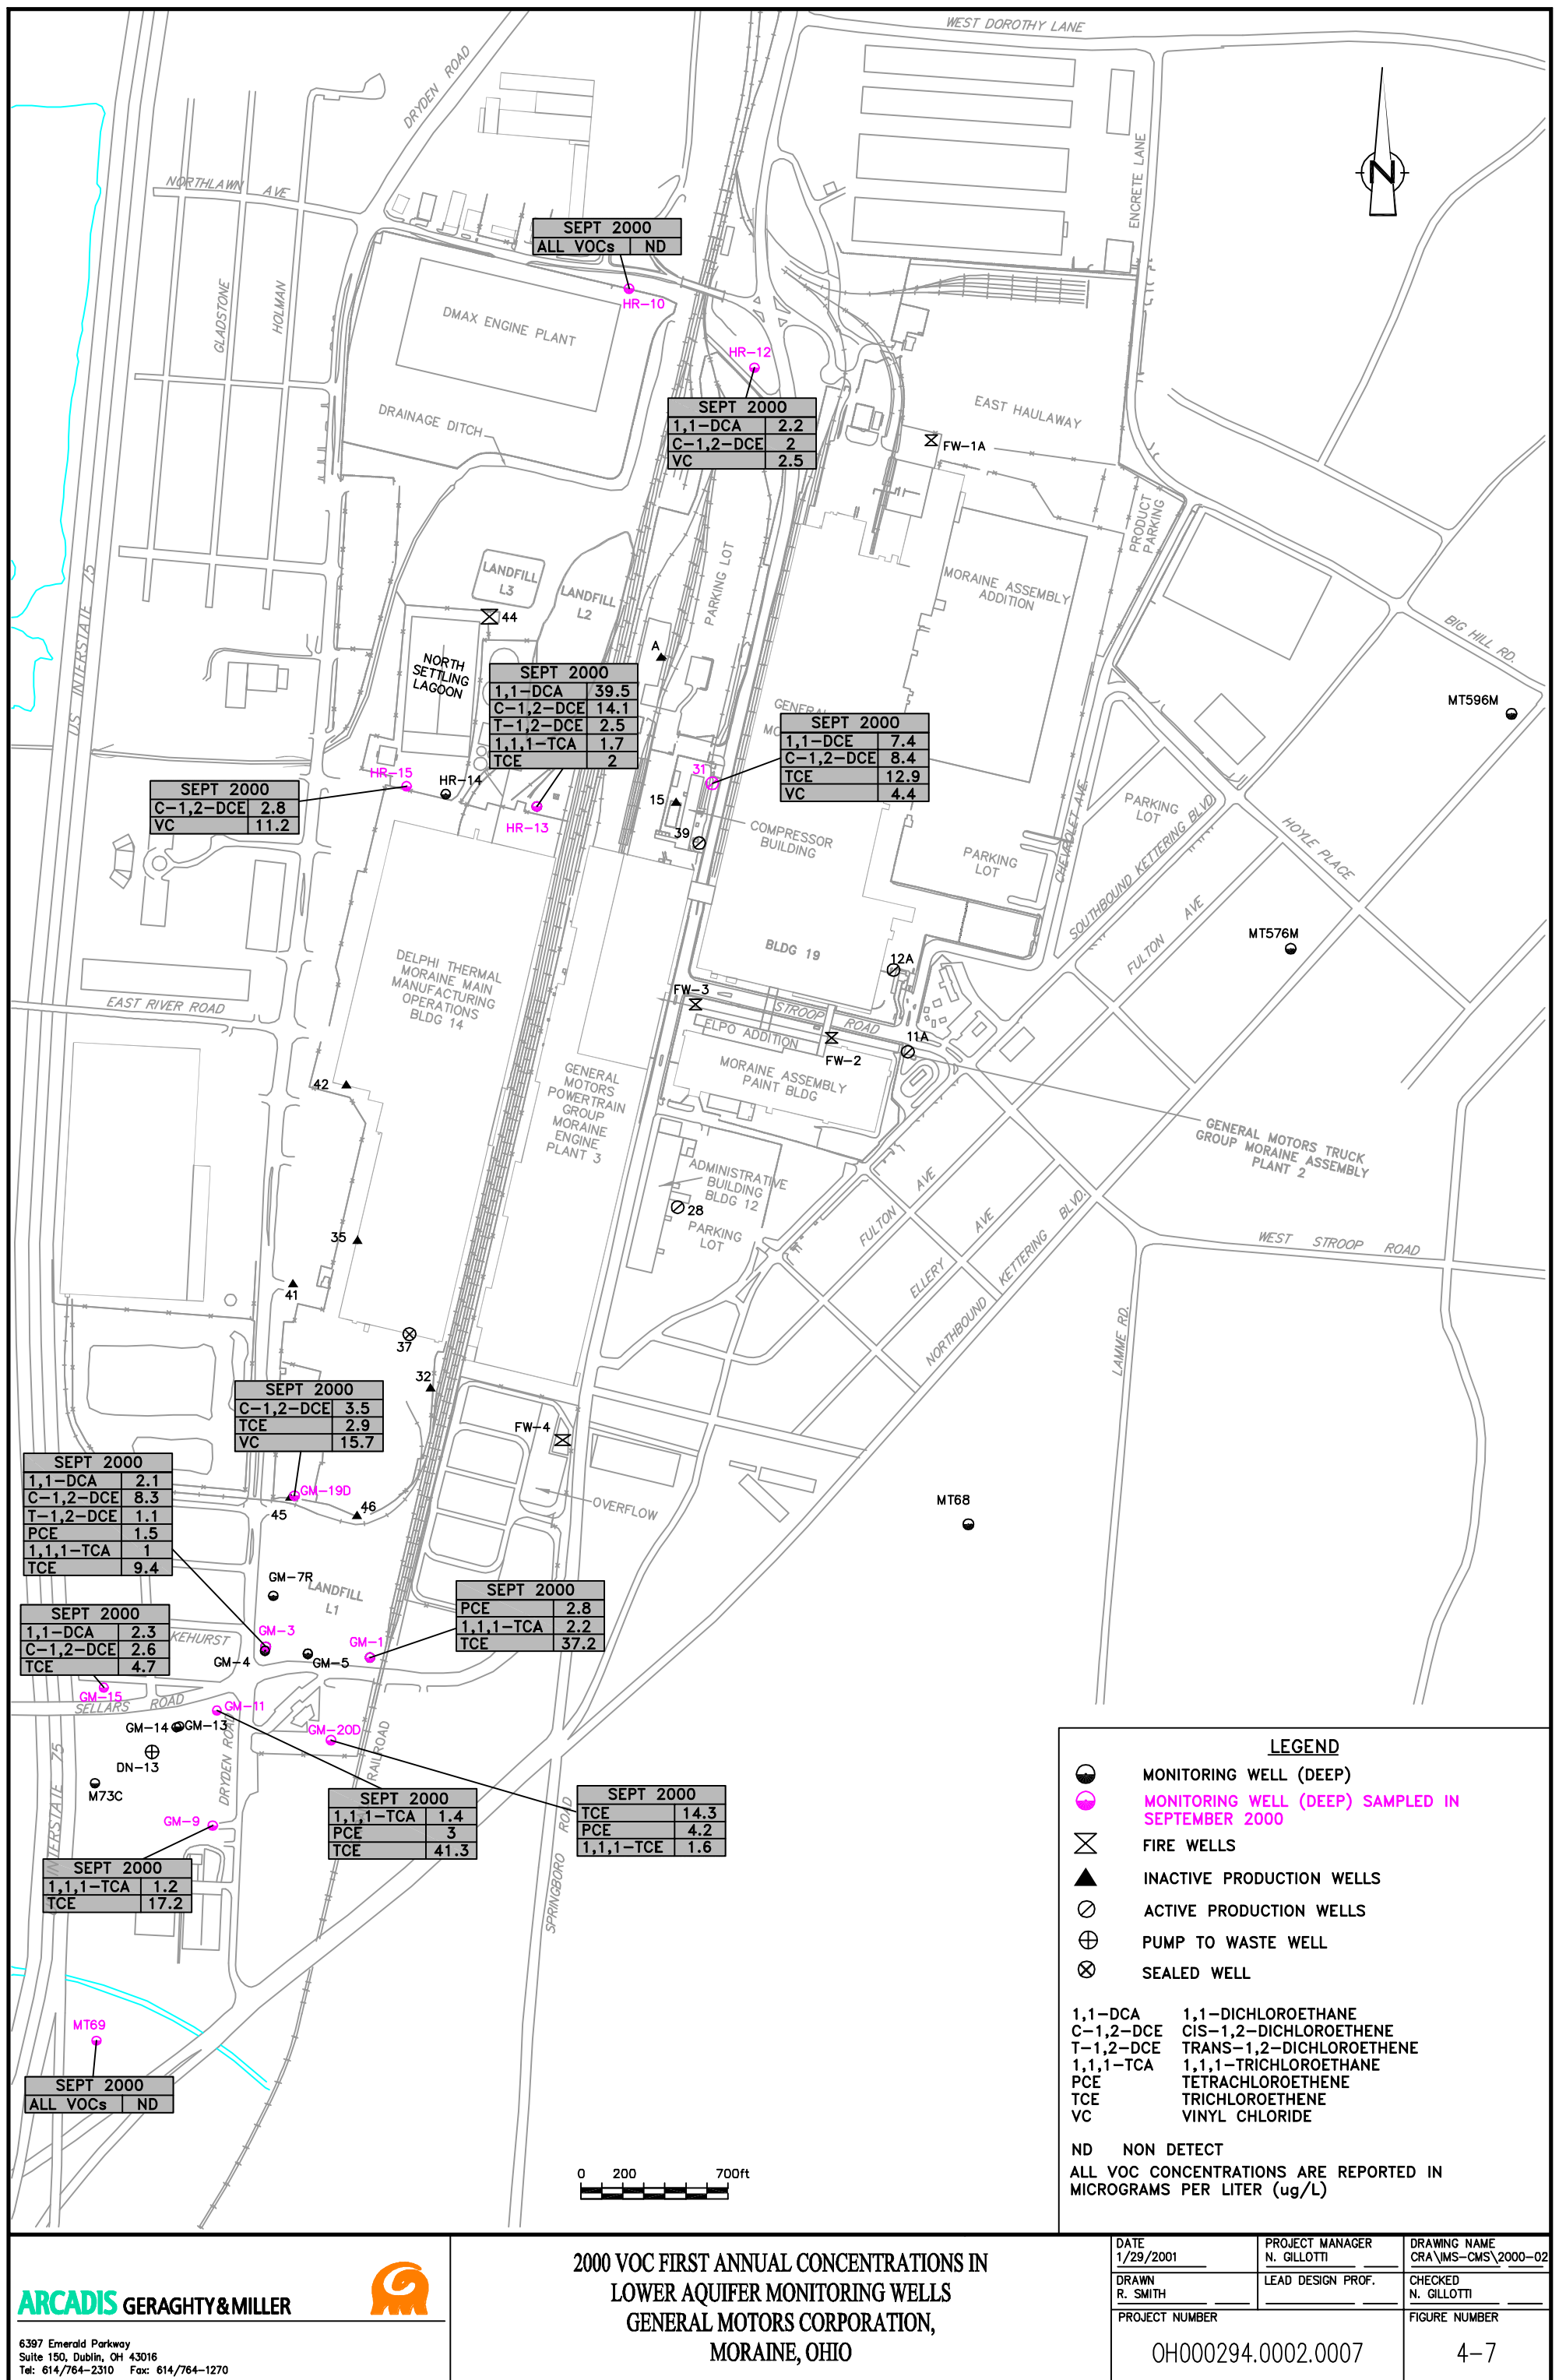 WEST DOROTHY LANE
DRYDEN ROAD
ENCRETE LANE
N
NORTHLAWN AVE
GLADSTONE
HOLMAN
SEPT 2000
ALL VOCs ND
HR-10
DMAX ENGINE PLANT
HR-12
SEPT 2000
1,1-DCA 2.2
C-1,2-DCE 2
VC 2.5
DRAINAGE DITCH
EAST HAULAWAY
FW-1A
PRODUCT
PARKING
PARKING LOT
LANDFILL
L3
LANDFILL
L2
MORAINE ASSEMBLY
ADDITION
US INTERSTATE 75
44
A
BIG HILL RD.
NORTH
SETTLING
LAGOON
SEPT 2000
1,1-DCA 39.5
C-1,2-DCE 14.1
T-1,2-DCE 2.5
1,1,1-TCA 1.7
TCE 2
MT596M
GENERAL
MO
SEPT 2000
1,1-DCE 7.4
C-1,2-DCE 8.4
TCE 12.9
VC 4.4
31
HR-15
HR-14
SEPT 2000
C-1,2-DCE 2.8
VC 11.2
HR-13
15
39
COMPRESSOR
BUILDING
PARKING
LOT
PARKING
LOT
CHEVROLET AVE.
SOUTHBOUND KETTERING BLVD
HOYLE PLACE
FULTON AVE
MT576M
BLDG 19
12A
DELPHI THERMAL
MORAINE MAIN
MANUFACTURING
OPERATIONS
BLDG 14
EAST RIVER ROAD
FW-3
STROOP ROAD
ELPO ADDITION
FW-2
11A
MORAINE ASSEMBLY
PAINT BLDG
42
GENERAL
MOTORS
POWERTRAIN
GROUP
MORAINE
ENGINE
PLANT 3
GENERAL MOTORS TRUCK
GROUP MORAINE ASSEMBLY
PLANT 2
ADMINISTRATIVE
BUILDING
BLDG 12
28
PARKING
LOT
FULTON AVE
ELLERY AVE
NORTHBOUND KETTERING BLVD.
WEST STROOP ROAD
LAMME RD.
35
41
37
32
SEPT 2000
C-1,2-DCE 3.5
TCE 2.9
VC 15.7
FW-4
SEPT 2000
1,1-DCA 2.1
C-1,2-DCE 8.3
T-1,2-DCE 1.1
PCE 1.5
1,1,1-TCA 1
TCE 9.4
GM-19D
45
46
OVERFLOW
MT68
GM-7R
LANDFILL
L1
SEPT 2000
PCE 2.8
1,1,1-TCA 2.2
TCE 37.2
SEPT 2000
1,1-DCA 2.3
C-1,2-DCE 2.6
TCE 4.7
KEHURST
GM-3
GM-4
GM-5
GM-1
GM-15
SELLARS ROAD
GM-11
GM-14
GM-13
GM-20D
DN-13
M73C
DRYDEN ROAD
RAILROAD
INTERSTATE 75
GM-9
SEPT 2000
1,1,1-TCA 1.4
PCE 3
TCE 41.3
SEPT 2000
TCE 14.3
PCE 4.2
1,1,1-TCE 1.6
SPRINGBORO ROAD
SEPT 2000
1,1,1-TCA 1.2
TCE 17.2
MT69
SEPT 2000
ALL VOCs ND
0 200 700ft
LEGEND
MONITORING WELL (DEEP)
MONITORING WELL (DEEP) SAMPLED IN
SEPTEMBER 2000
FIRE WELLS
INACTIVE PRODUCTION WELLS
ACTIVE PRODUCTION WELLS
PUMP TO WASTE WELL
SEALED WELL
1,1-DCA 1,1-DICHLOROETHANE
C-1,2-DCE CIS-1,2-DICHLOROETHENE
T-1,2-DCE TRANS-1,2-DICHLOROETHENE
1,1,1-TCA 1,1,1-TRICHLOROETHANE
PCE TETRACHLOROETHENE
TCE TRICHLOROETHENE
VC VINYL CHLORIDE
ND NON DETECT
ALL VOC CONCENTRATIONS ARE REPORTED IN
MICROGRAMS PER LITER (ug/L)
ARCADIS GERAGHTY & MILLER
6397 Emerald Parkway
Suite 150, Dublin, OH 43016
Tel: 614/764-2310 Fax: 614/764-1270
2000 VOC FIRST ANNUAL CONCENTRATIONS IN
LOWER AQUIFER MONITORING WELLS
GENERAL MOTORS CORPORATION,
MORAINE, OHIO
DATE
1/29/2001
PROJECT MANAGER
N. GILLOTTI
DRAWING NAME
CRA\IMS-CMS\2000-02
DRAWN
R. SMITH
LEAD DESIGN PROF.
CHECKED
N. GILLOTTI
PROJECT NUMBER
OH000294.0002.0007
FIGURE NUMBER
4-7